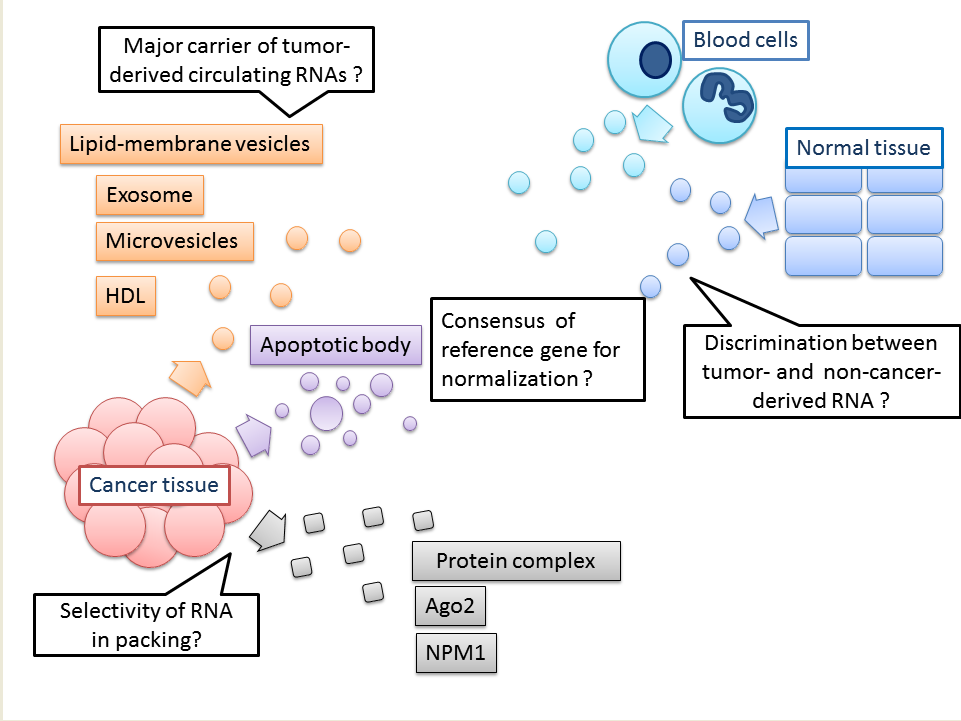 Major carrier of tumor-
derived circulating RNAs ?
Blood cells
Lipid-membrane vesicles
Normal tissue
Exosome
Microvesicles
HDL
Apoptotic body
Consensus of
reference gene for
normalization ?
Discrimination between
tumor- and non-cancer-
derived RNA ?
Cancer tissue
Protein complex
Ago2
NPM1
Selectivity of RNA
in packing?